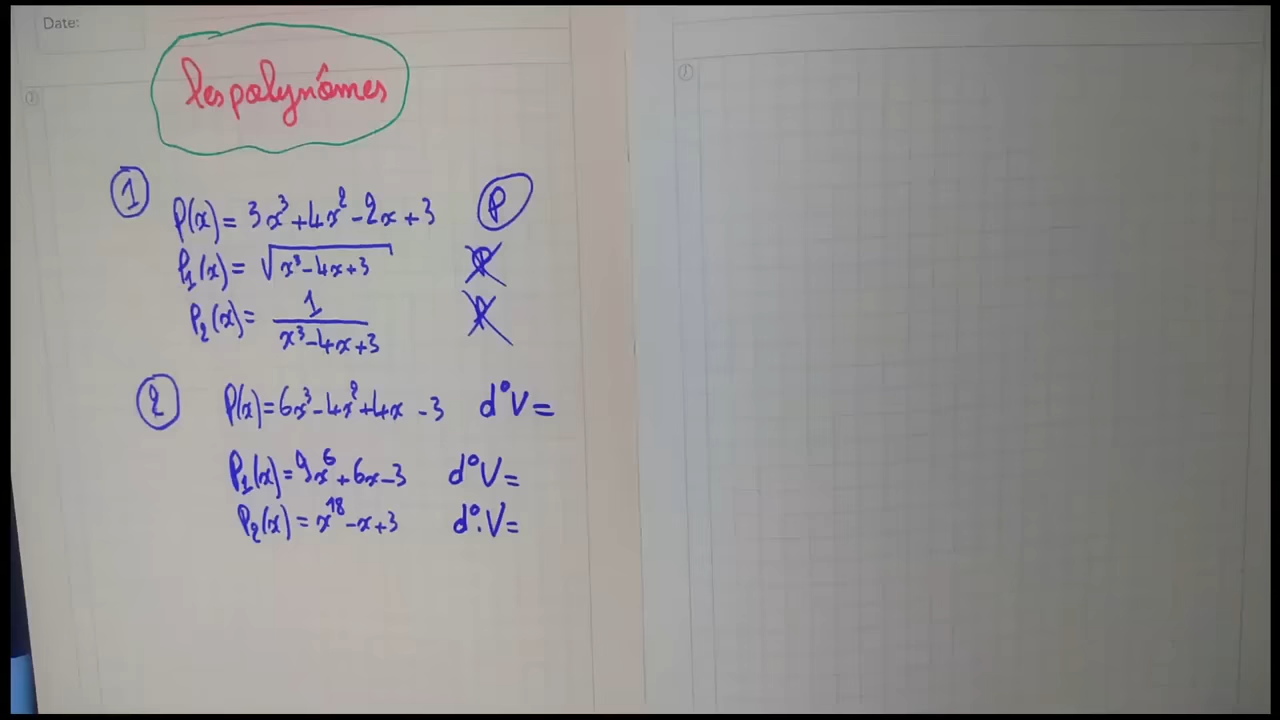 Date:
les polynômes
1
P(x) = 3x³ + 4x² - 2x + 3 P
P₁(x) = √(x³ - 4x + 3) P
P₂(x) = 1/(x³ - 4x + 3) P
2
P(x) = 6x³ - 4x² + 4x - 3 d°V =
P₁(x) = 9x⁶ + 6x - 3 d°V =
P₂(x) = x¹⁸ - x + 3 d°.V =